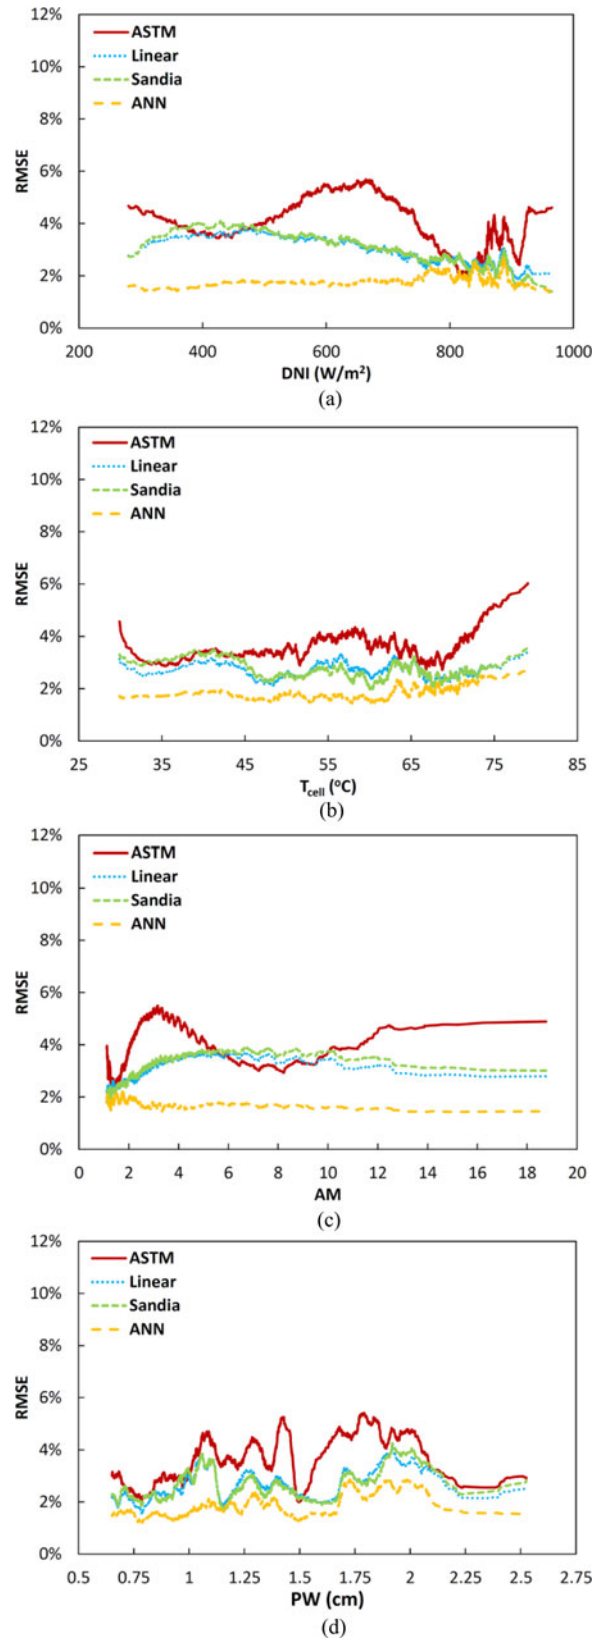 12%
ASTM
10%
Linear
Sandia
8%
ANN
RMSE
6%
4%
2%
0%
200 400 600 800 1000
DNI (W/m²)
(a)
12%
ASTM
10%
Linear
Sandia
8%
ANN
RMSE
6%
4%
2%
0%
25 35 45 55 65 75 85
Tcell (°C)
(b)
12%
ASTM
10%
Linear
Sandia
8%
ANN
RMSE
6%
4%
2%
0%
0 2 4 6 8 10 12 14 16 18 20
AM
(c)
12%
ASTM
10%
Linear
Sandia
8%
ANN
RMSE
6%
4%
2%
0%
0.5 0.75 1 1.25 1.5 1.75 2 2.25 2.5 2.75
PW (cm)
(d)